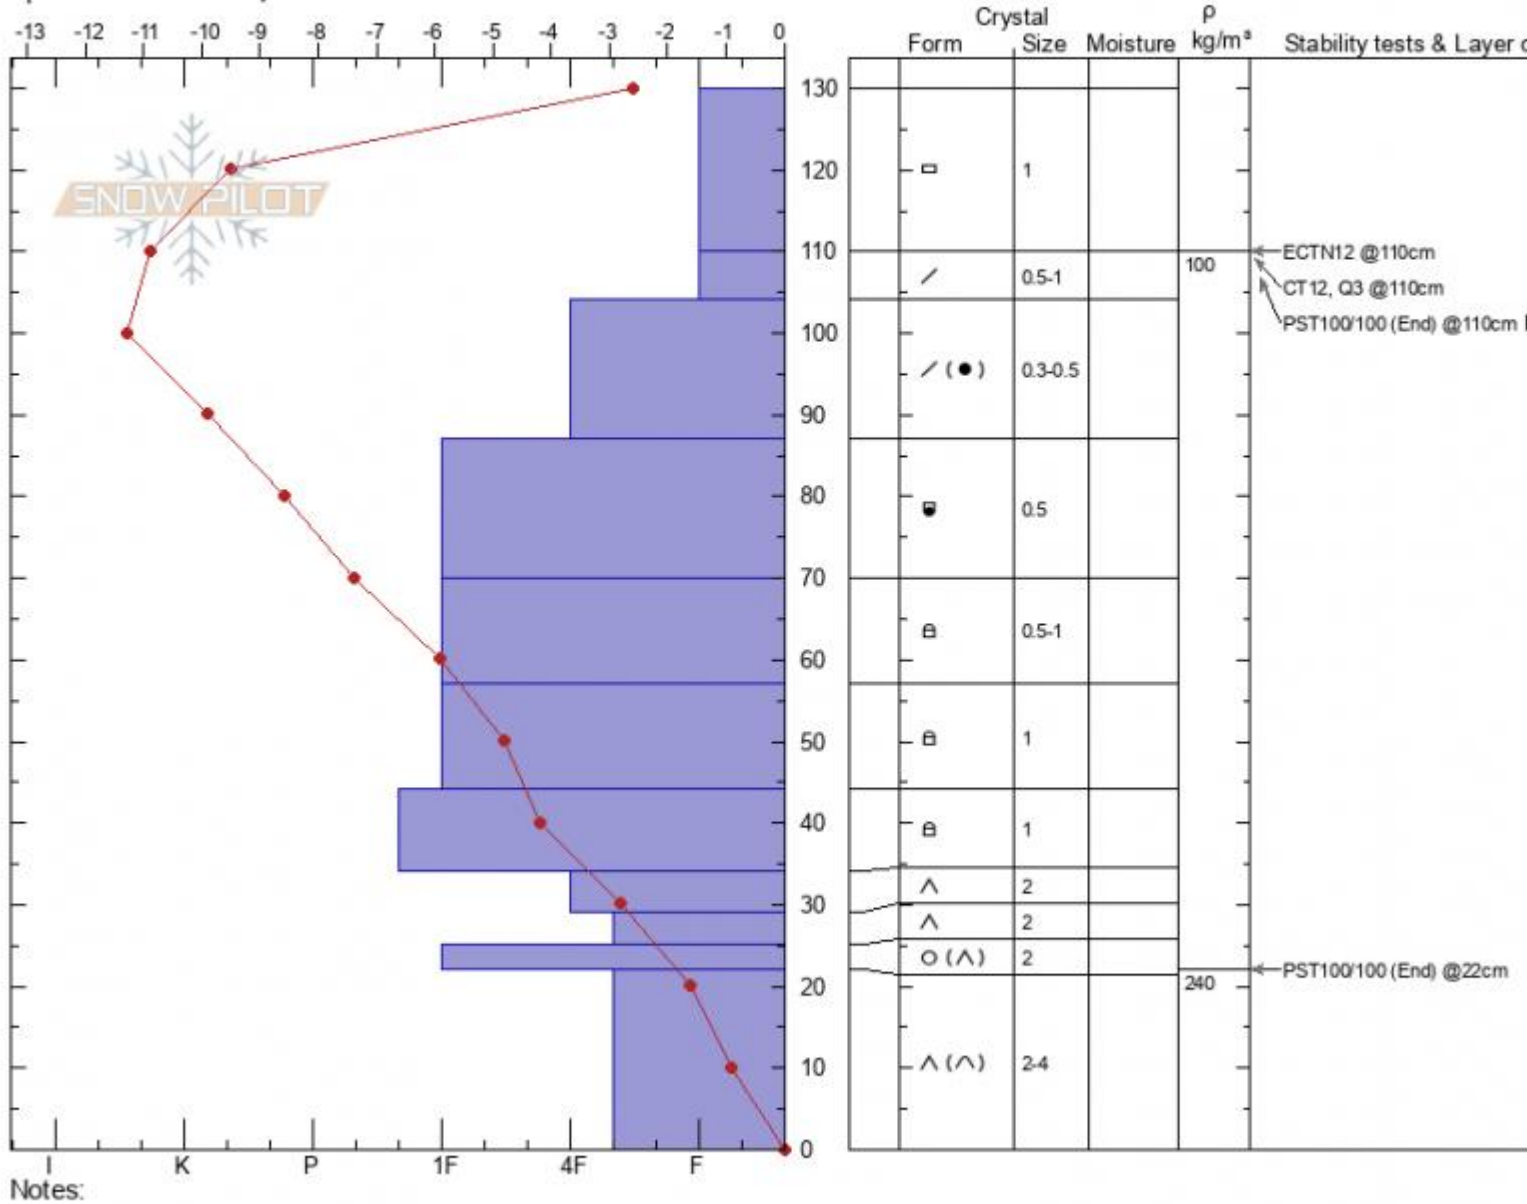 Crystal ρ
-13 -12 -11 -10 -9 -8 -7 -6 -5 -4 -3 -2 -1 0
Form Size Moisture kg/m³ Stability tests & Layer
130
120 1
SNOW PILOT
110 ECTN12 @110cm
100
0.5-1 CT12, Q3 @110cm
PST100/100 (End) @110cm
100
( ● ) 0.3-0.5
90
80 0.5
70
0.5-1
60
50 1
40 1
2
30
2
2 PST100/100 (End) @22cm
20 240
10 2-4
0
I K P 1F 4F F
Notes: